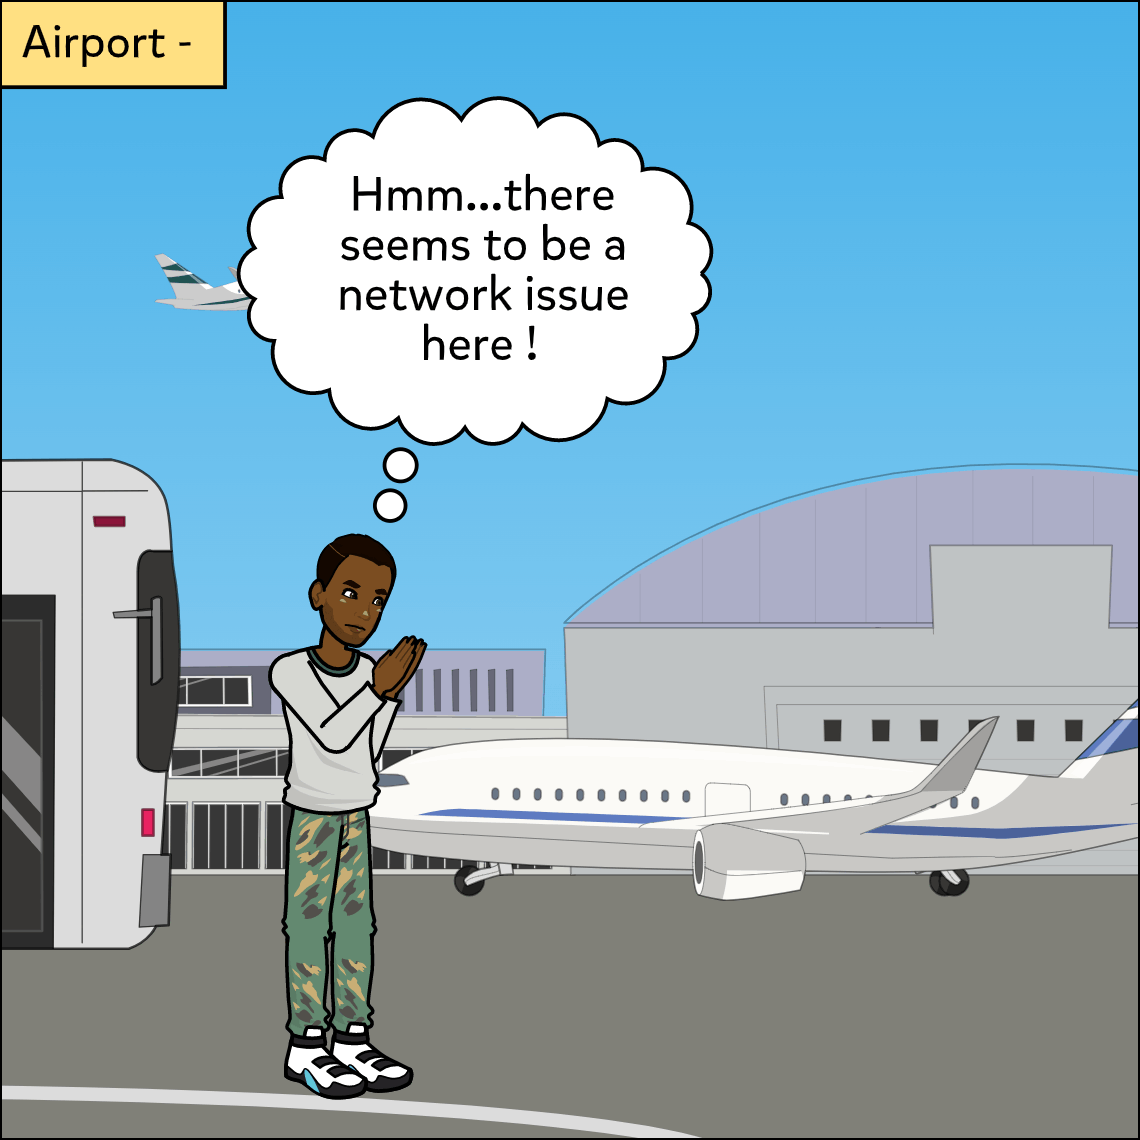 Airport -
Hmm...there
seems to be a
network issue
here !